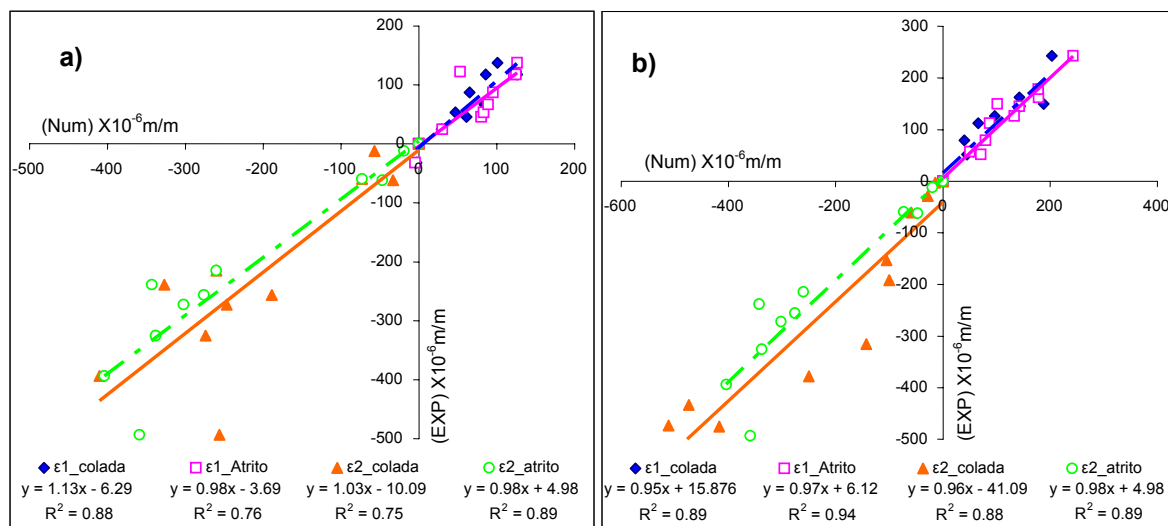 a)
200
100
0
-100
-200
-300
-400
-500
-500 -400 -300 -200 -100 0 100 200
(Num) X10⁻⁶m/m
(EXP) X10⁻⁶m/m
ε1_colada ε1_Atrito ε2_colada ε2_atrito
y = 1.13x - 6.29 y = 0.98x - 3.69 y = 1.03x - 10.09 y = 0.98x + 4.98
R² = 0.88 R² = 0.76 R² = 0.75 R² = 0.89
b)
400
300
200
100
0
-100
-200
-300
-400
-500
-600 -400 -200 0 200 400
(Num) X10⁻⁶m/m
(EXP) X10⁻⁶m/m
ε1_colada ε1_Atrito ε2_colada ε2_atrito
y = 0.95x + 15.876 y = 0.97x + 6.12 y = 0.96x - 41.09 y = 0.98x + 4.98
R² = 0.89 R² = 0.94 R² = 0.88 R² = 0.89